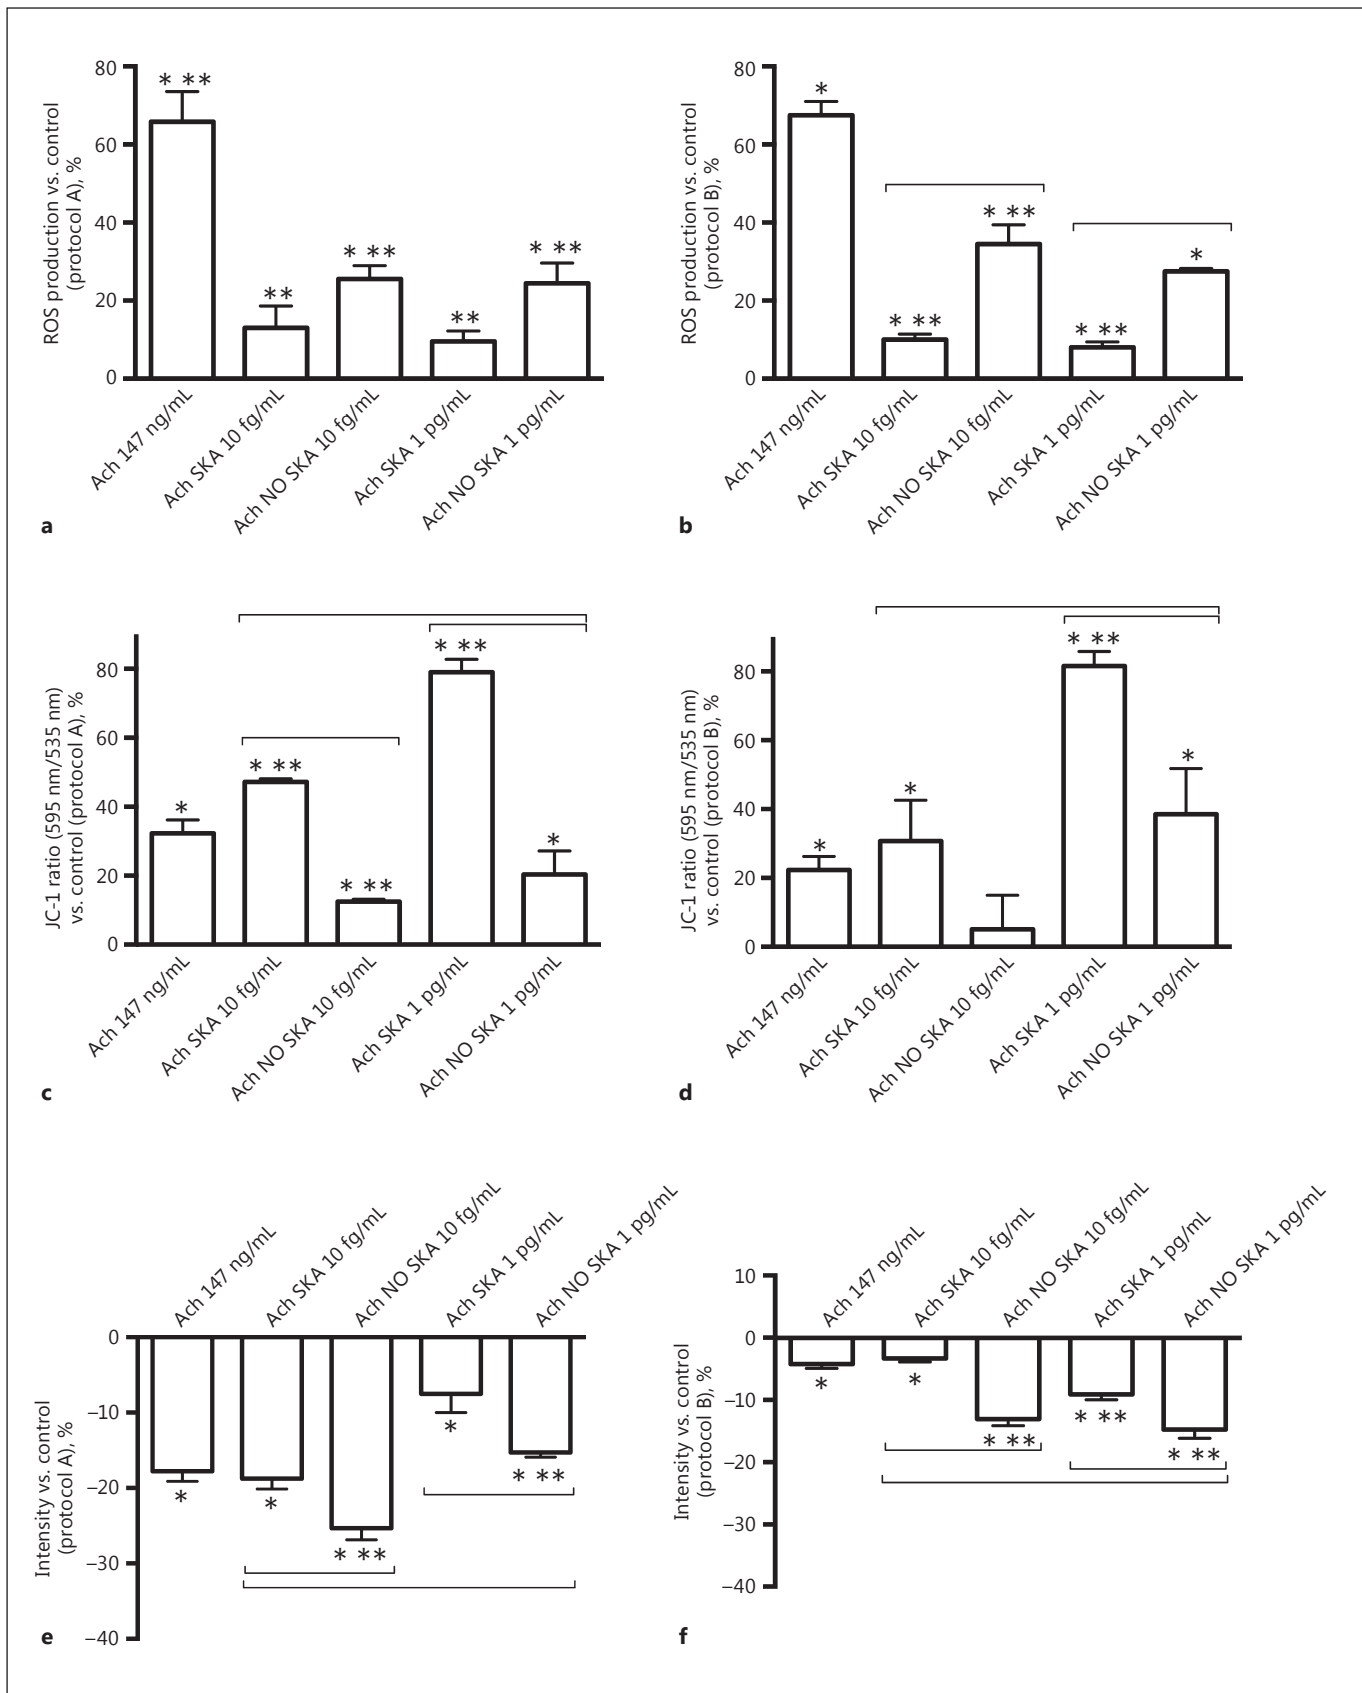 ROS production vs. control
(protocol A), %
80
60
40
20
0
* **
**
* **
**
* **
Ach 147 ng/mL
Ach SKA 10 fg/mL
Ach NO SKA 10 fg/mL
Ach SKA 1 pg/mL
Ach NO SKA 1 pg/mL
a
ROS production vs. control
(protocol B), %
80
60
40
20
0
*
* **
* **
* **
*
Ach 147 ng/mL
Ach SKA 10 fg/mL
Ach NO SKA 10 fg/mL
Ach SKA 1 pg/mL
Ach NO SKA 1 pg/mL
b
JC-1 ratio (595 nm/535 nm)
vs. control (protocol A), %
80
60
40
20
0
*
* **
* **
* **
*
Ach 147 ng/mL
Ach SKA 10 fg/mL
Ach NO SKA 10 fg/mL
Ach SKA 1 pg/mL
Ach NO SKA 1 pg/mL
c
JC-1 ratio (595 nm/535 nm)
vs. control (protocol B), %
80
60
40
20
0
*
*
* **
*
Ach 147 ng/mL
Ach SKA 10 fg/mL
Ach NO SKA 10 fg/mL
Ach SKA 1 pg/mL
Ach NO SKA 1 pg/mL
d
Ach 147 ng/mL
Ach SKA 10 fg/mL
Ach NO SKA 10 fg/mL
Ach SKA 1 pg/mL
Ach NO SKA 1 pg/mL
Intensity vs. control
(protocol A), %
0
–10
–20
–30
–40
*
*
* **
*
* **
e
Ach 147 ng/mL
Ach SKA 10 fg/mL
Ach NO SKA 10 fg/mL
Ach SKA 1 pg/mL
Ach NO SKA 1 pg/mL
Intensity vs. control
(protocol B), %
10
0
–10
–20
–30
–40
*
*
* **
* **
* **
f